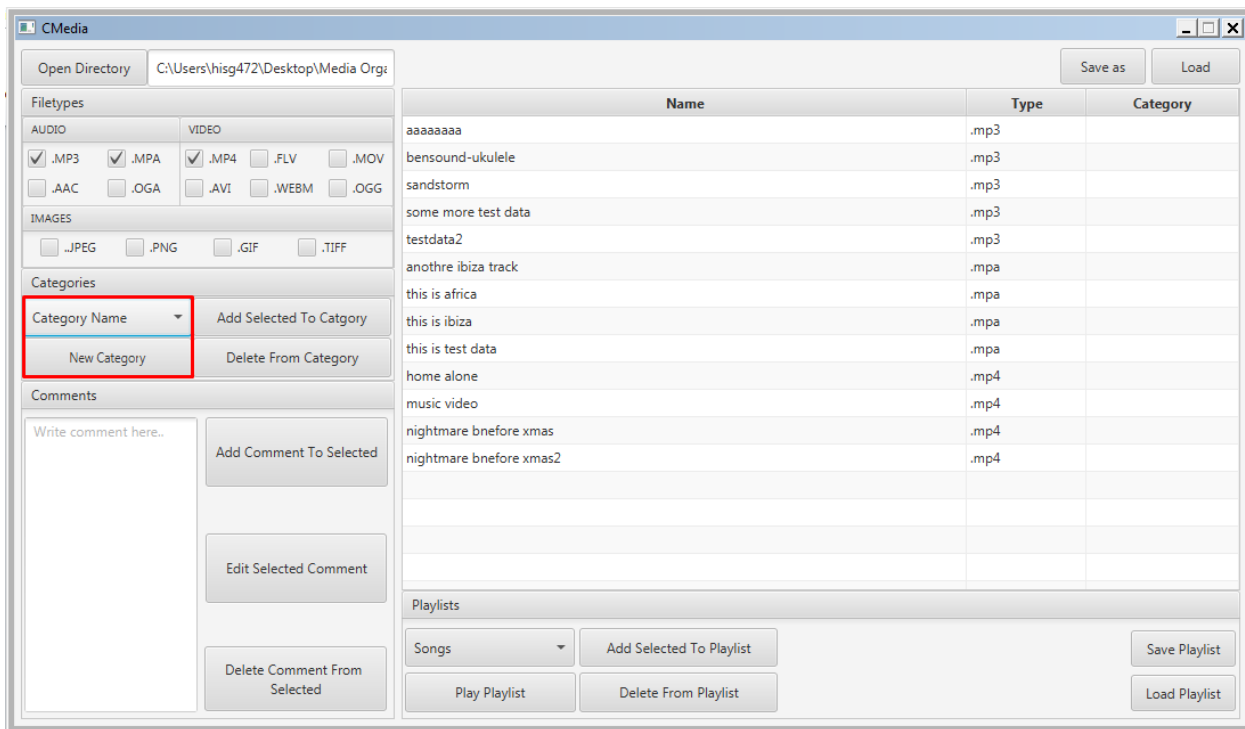 CMedia
Open Directory C:\Users\hisg472\Desktop\Media Orga Save as Load
Filetypes
AUDIO VIDEO
.MP3 .MPA .MP4 .FLV .MOV
.AAC .OGA .AVI .WEBM .OGG
IMAGES
.JPEG .PNG .GIF .TIFF
Categories
Category Name Add Selected To Catgory
New Category Delete From Category
Comments
Write comment here..
Add Comment To Selected
Edit Selected Comment
Delete Comment From
Selected
Name Type Category
aaaaaaaa .mp3
bensound-ukulele .mp3
sandstorm .mp3
some more test data .mp3
testdata2 .mp3
anothre ibiza track .mpa
this is africa .mpa
this is ibiza .mpa
this is test data .mpa
home alone .mp4
music video .mp4
nightmare bnefore xmas .mp4
nightmare bnefore xmas2 .mp4
Playlists
Songs Add Selected To Playlist Save Playlist
Play Playlist Delete From Playlist Load Playlist